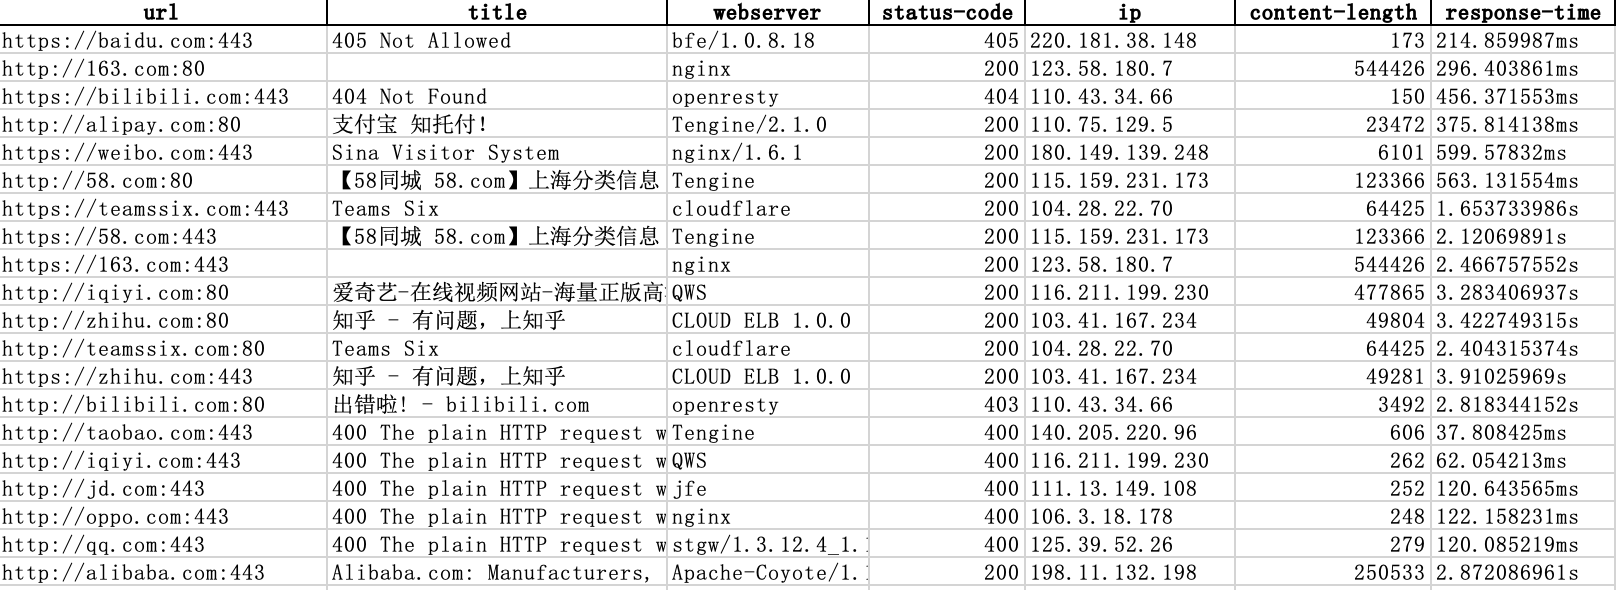 url title webserver status-code ip content-length response-time
https://baidu.com:443 405 Not Allowed bfe/1.0.8.18 405 220.181.38.148 173 214.859987ms
http://163.com:80 nginx 200 123.58.180.7 544426 296.403861ms
https://bilibili.com:443 404 Not Found openresty 404 110.43.34.66 150 456.371553ms
http://alipay.com:80 支付宝 知托付! Tengine/2.1.0 200 110.75.129.5 23472 375.814138ms
https://weibo.com:443 Sina Visitor System nginx/1.6.1 200 180.149.139.248 6101 599.57832ms
http://58.com:80 【58同城 58.com】上海分类信息 Tengine 200 115.159.231.173 123366 563.131554ms
https://teamssix.com:443 Teams Six cloudflare 200 104.28.22.70 64425 1.653733986s
https://58.com:443 【58同城 58.com】上海分类信息 Tengine 200 115.159.231.173 123366 2.12069891s
https://163.com:443 nginx 200 123.58.180.7 544426 2.466757552s
http://iqiyi.com:80 爱奇艺-在线视频网站-海量正版高 QWS 200 116.211.199.230 477865 3.283406937s
http://zhihu.com:80 知乎 - 有问题，上知乎 CLOUD ELB 1.0.0 200 103.41.167.234 49804 3.422749315s
http://teamssix.com:80 Teams Six cloudflare 200 104.28.22.70 64425 2.404315374s
https://zhihu.com:443 知乎 - 有问题，上知乎 CLOUD ELB 1.0.0 200 103.41.167.234 49281 3.91025969s
http://bilibili.com:80 出错啦! - bilibili.com openresty 403 110.43.34.66 3492 2.818344152s
http://taobao.com:443 400 The plain HTTP request w Tengine 400 140.205.220.96 606 37.808425ms
http://iqiyi.com:443 400 The plain HTTP request w QWS 400 116.211.199.230 262 62.054213ms
http://jd.com:443 400 The plain HTTP request w jfe 400 111.13.149.108 252 120.643565ms
http://oppo.com:443 400 The plain HTTP request w nginx 400 106.3.18.178 248 122.158231ms
http://qq.com:443 400 The plain HTTP request w stgw/1.3.12.4_1. 400 125.39.52.26 279 120.085219ms
http://alibaba.com:443 Alibaba.com: Manufacturers, Apache-Coyote/1. 200 198.11.132.198 250533 2.872086961s